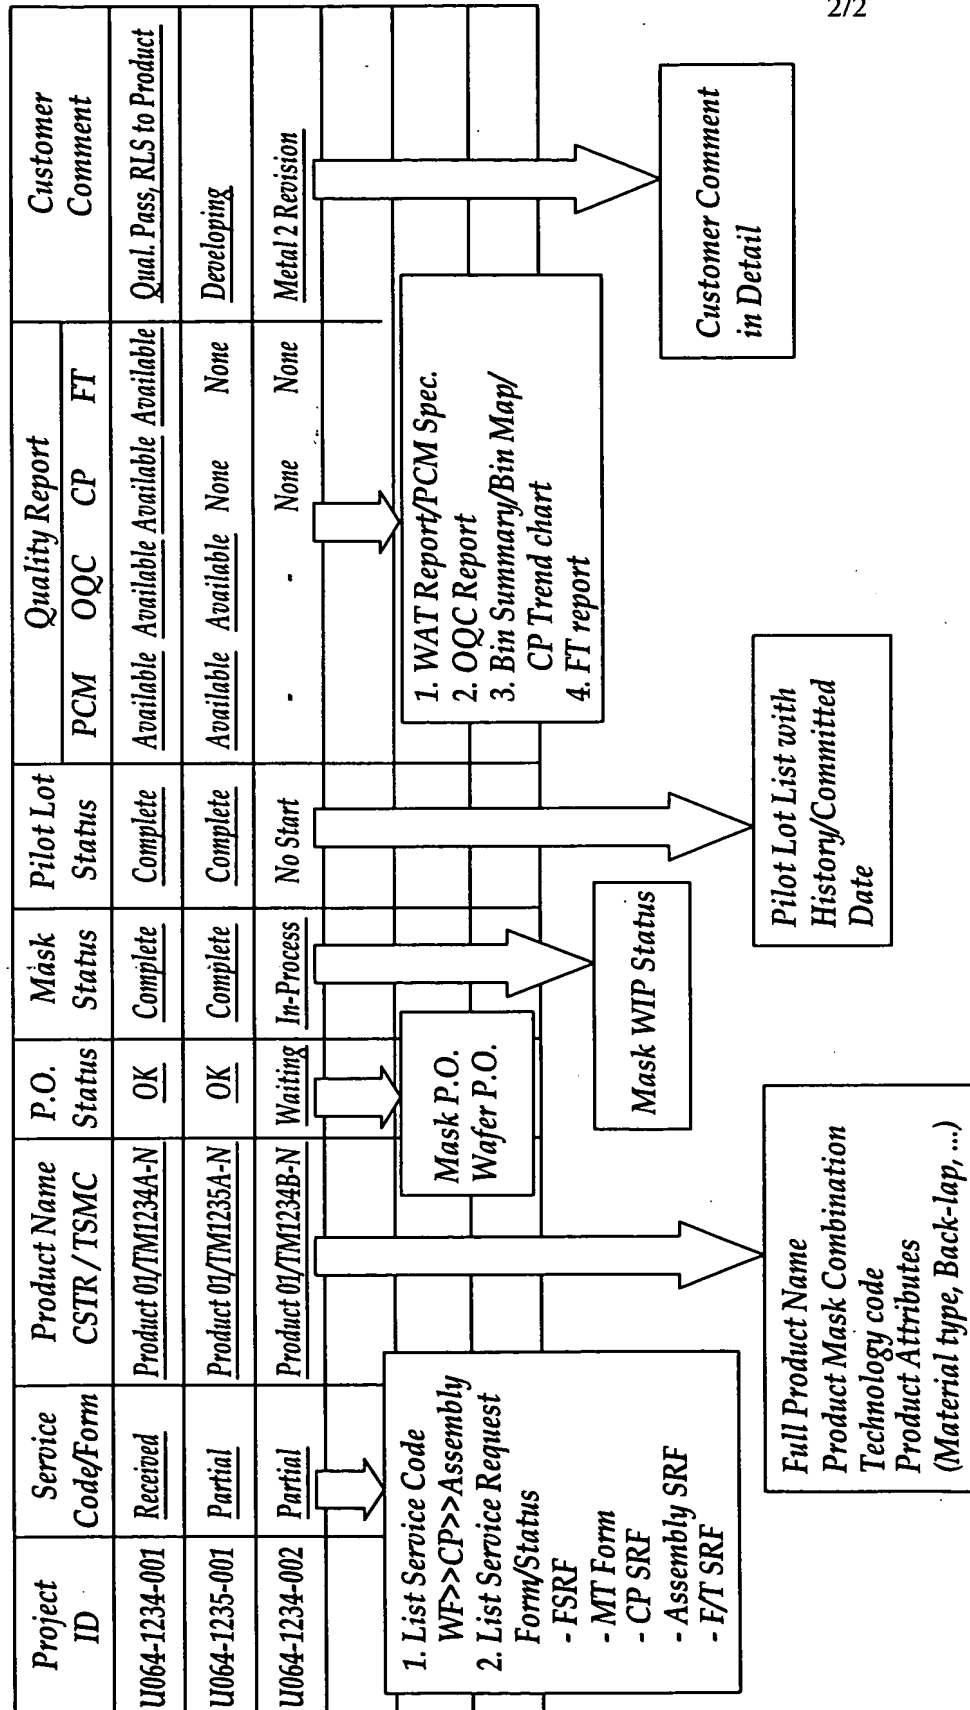 2/2
Project
ID
Service
Code/Form
Product Name
CSTR / TSMC
P.O.
Status
Mask
Status
Pilot Lot
Status
Quality Report
PCM OQC CP FT
Customer
Comment
U064-1234-001 Received Product 01/TM1234A-N OK Complete Complete Available Available Available Available Qual. Pass, RLS to Product
U064-1235-001 Partial Product 01/TM1235A-N OK Complete Complete Available Available None None Developing
U064-1234-002 Partial Product 01/TM1234B-N Waiting In-Process No Start - - None None Metal 2 Revision
1. List Service Code
WF>>CP>>Assembly
2. List Service Request
Form/Status
- FSRF
- MT Form
- CP SRF
- Assembly SRF
- F/T SRF
Full Product Name
Product Mask Combination
Technology code
Product Attributes
(Material type, Back-lap, ...)
Mask P.O.
Wafer P.O.
Mask WIP Status
Pilot Lot List with
History/Committed
Date
1. WAT Report/PCM Spec.
2. OQC Report
3. Bin Summary/Bin Map/
CP Trend chart
4. FT report
Customer Comment
in Detail